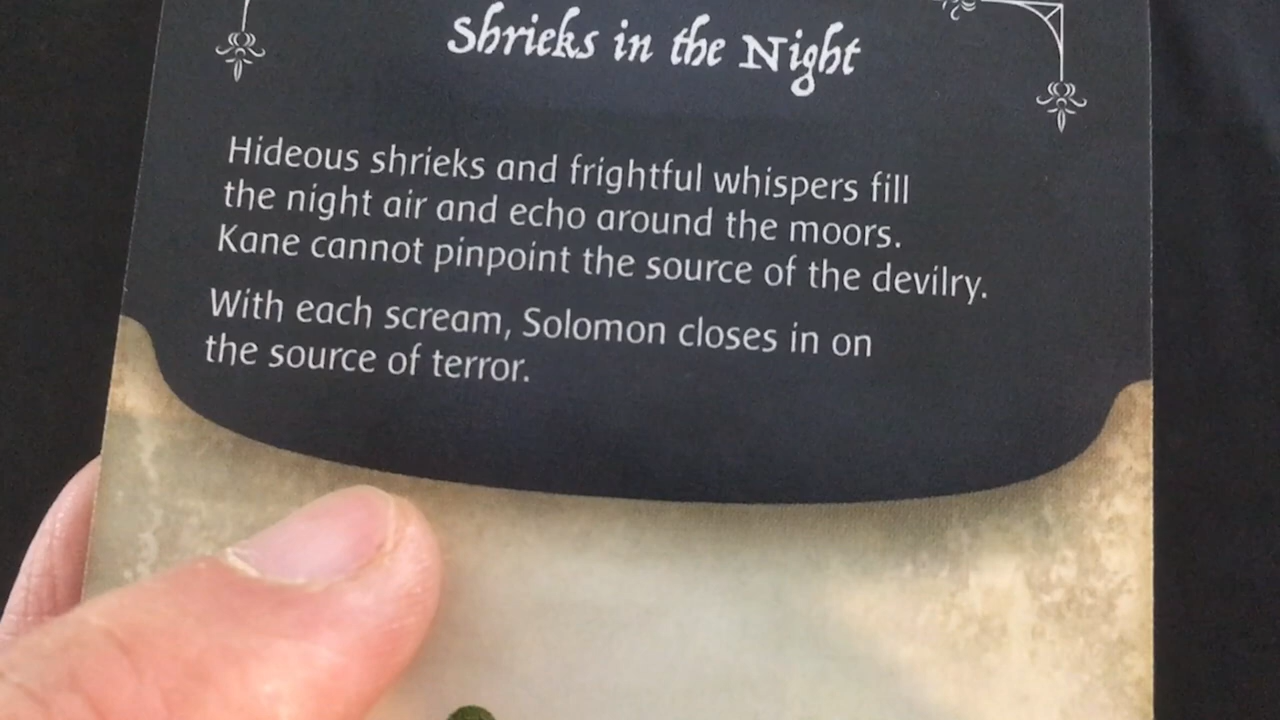 Shrieks in the Night
Hideous shrieks and frightful whispers fill
the night air and echo around the moors.
Kane cannot pinpoint the source of the devilry.
With each scream, Solomon closes in on
the source of terror.